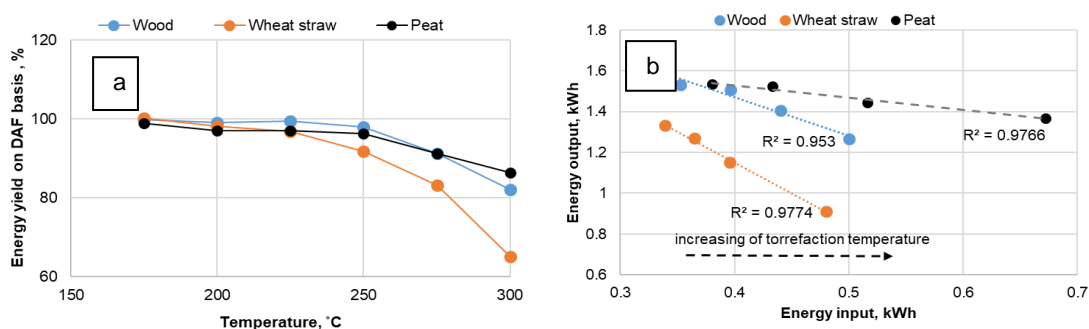 Wood Wheat straw Peat
120
100
80
60
150 200 250 300
Energy yield on DAF basis , %
Temperature, ˚C
a
Wood Wheat straw Peat
1.8
1.6
1.4
1.2
1
0.8
0.6
0.3 0.4 0.5 0.6 0.7
Energy output, kWh
Energy input, kWh
b
R² = 0.953
R² = 0.9766
R² = 0.9774
increasing of torrefaction temperature